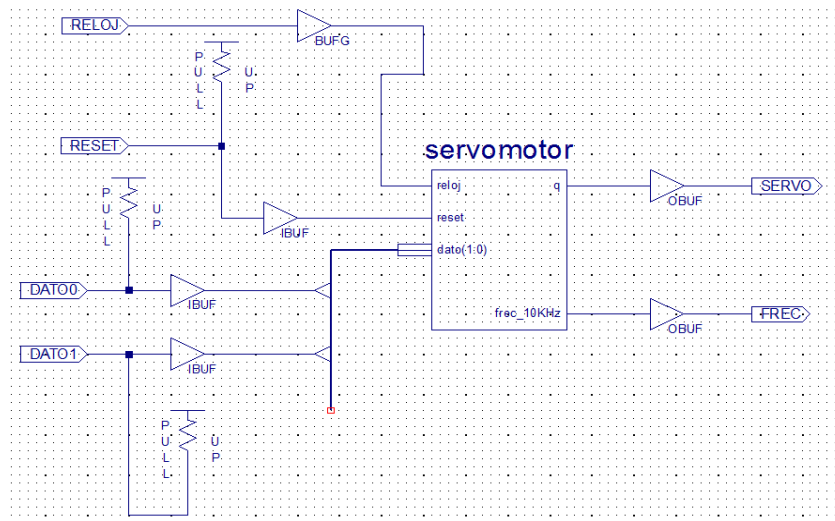 RELOJ
BUFG
PULL
UP
RESET
servomotor
PULL
UP
reloj
q
OBUF
SERVO
reset
IBUF
dato(1:0)
DATO0
IBUF
frec_10KHz
OBUF
FREC
DATO1
IBUF
PULL
UP